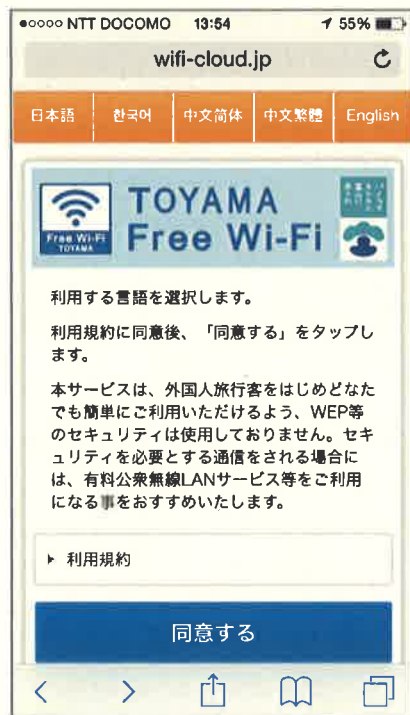 NTT DOCOMO 13:54 55%
wifi-cloud.jp
日本語 한국어 中文简体 中文繁體 English
Free Wi-Fi
TOYAMA
TOYAMA
Free Wi-Fi
利用する言語を選択します。
利用規約に同意後、「同意する」をタップし
ます。
本サービスは、外国人旅行客をはじめどなた
でも簡単にご利用いただけるよう、WEP等
のセキュリティは使用しておりません。セキ
ュリティを必要とする通信をされる場合に
は、有料公衆無線LANサービス等をご利用
になる事をおすすめいたします。
利用規約
同意する